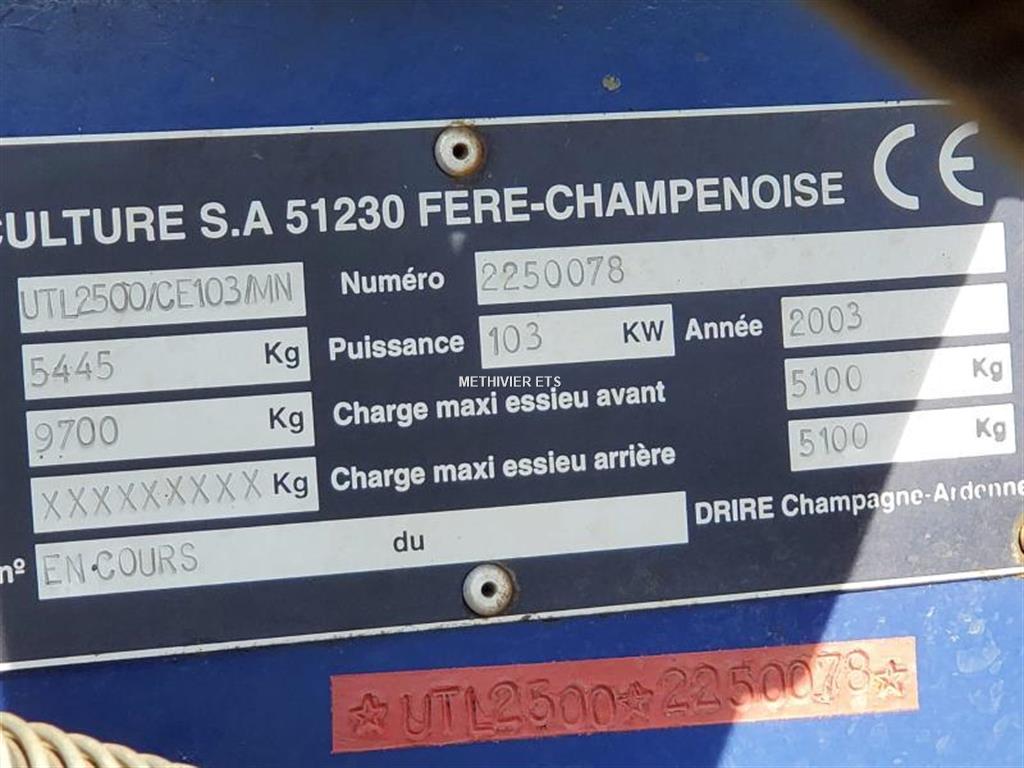 CULTURE S.A 51230 FERE-CHAMPENOISE CE
UTL2500/CE103/MN Numéro 2250078
5445 Kg Puissance 103 KW Année 2003
9700 Kg Charge maxi essieu avant 5100 Kg
XXXXXXXXX Kg Charge maxi essieu arrière 5100 Kg
nº EN·COURS du DRIRE Champagne-Ardenne
METHIVIER ETS
☆UTL2500☆2250078☆